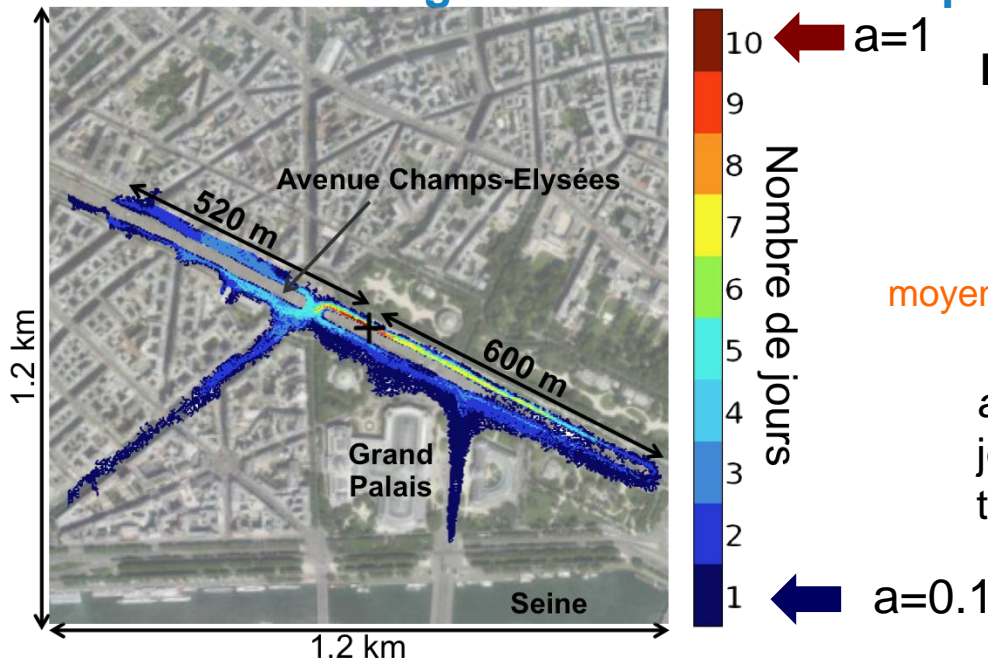 10
a=1
9
8
7
6
5
4
3
2
1
a=0.1
Nombre de jours
Avenue Champs-Elysées
520 m
600 m
moyen
Grand
Palais
Seine
1.2 km
1.2 km